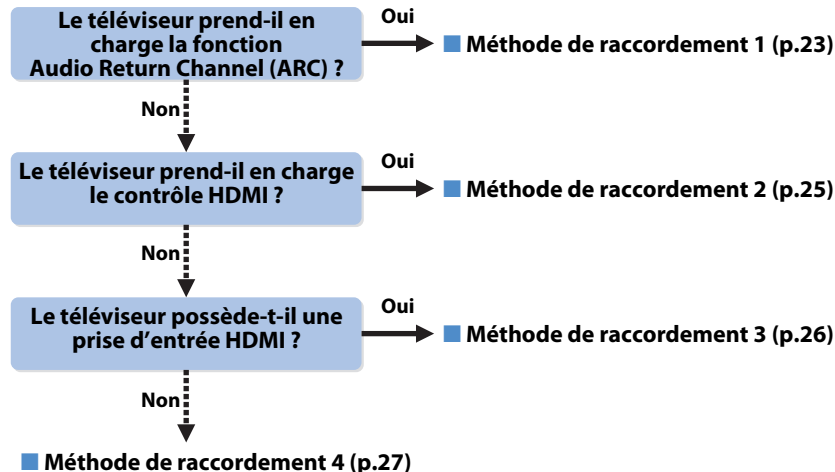 Le téléviseur prend-il en
charge la fonction
Audio Return Channel (ARC) ?
Oui
■ Méthode de raccordement 1 (p.23)
Non
Le téléviseur prend-il en charge
le contrôle HDMI ?
Oui
■ Méthode de raccordement 2 (p.25)
Non
Le téléviseur possède-t-il une
prise d’entrée HDMI ?
Oui
■ Méthode de raccordement 3 (p.26)
Non
■ Méthode de raccordement 4 (p.27)